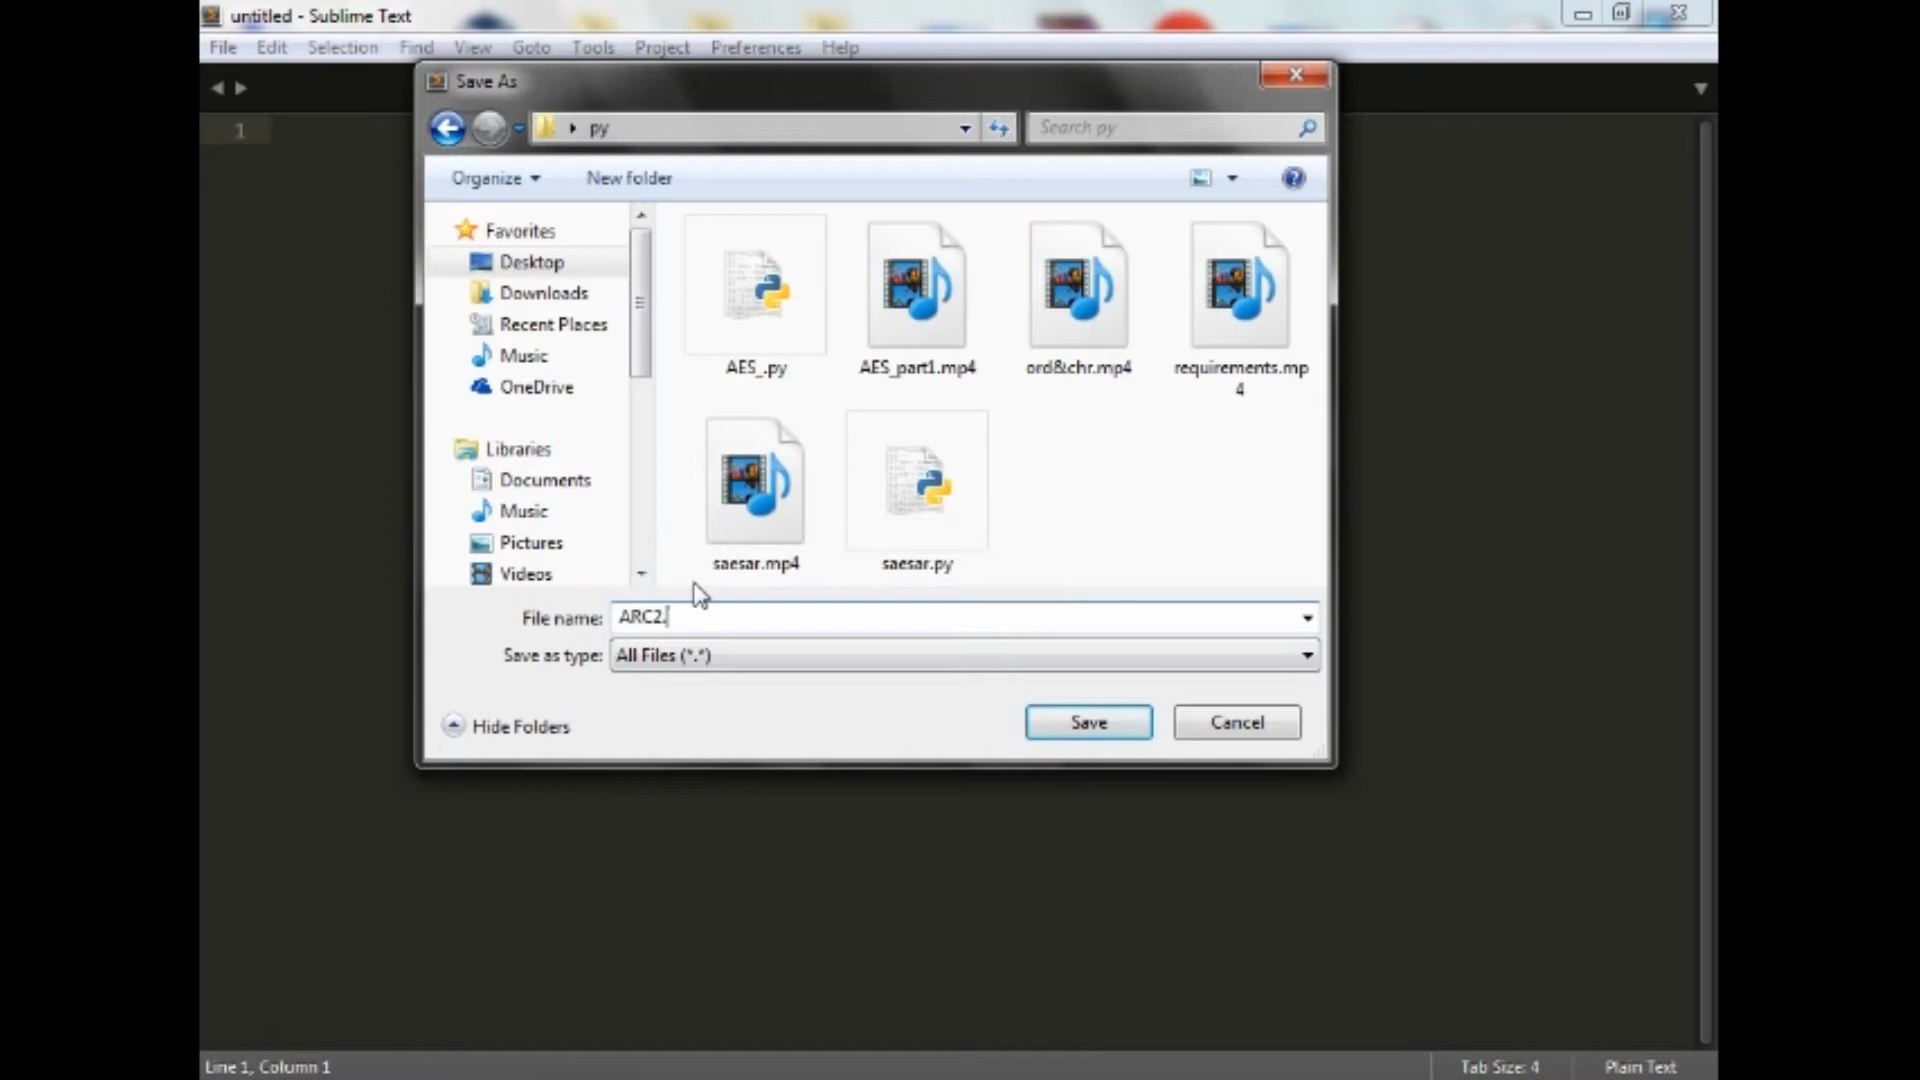 untitled - Sublime Text
File Edit Selection Find View Goto Tools Project Preferences Help
Save As
py
Search py
Organize New folder
1
Favorites
Desktop
Downloads
Recent Places
Music
OneDrive
Libraries
Documents
Music
Pictures
Videos
AES_.py
AES_part1.mp4
ord&chr.mp4
requirements.mp
4
saesar.mp4
saesar.py
File name: ARC2.
Save as type: All Files (*.*)
Hide Folders
Save
Cancel
Line 1, Column 1
Tab Size: 4
Plain Text